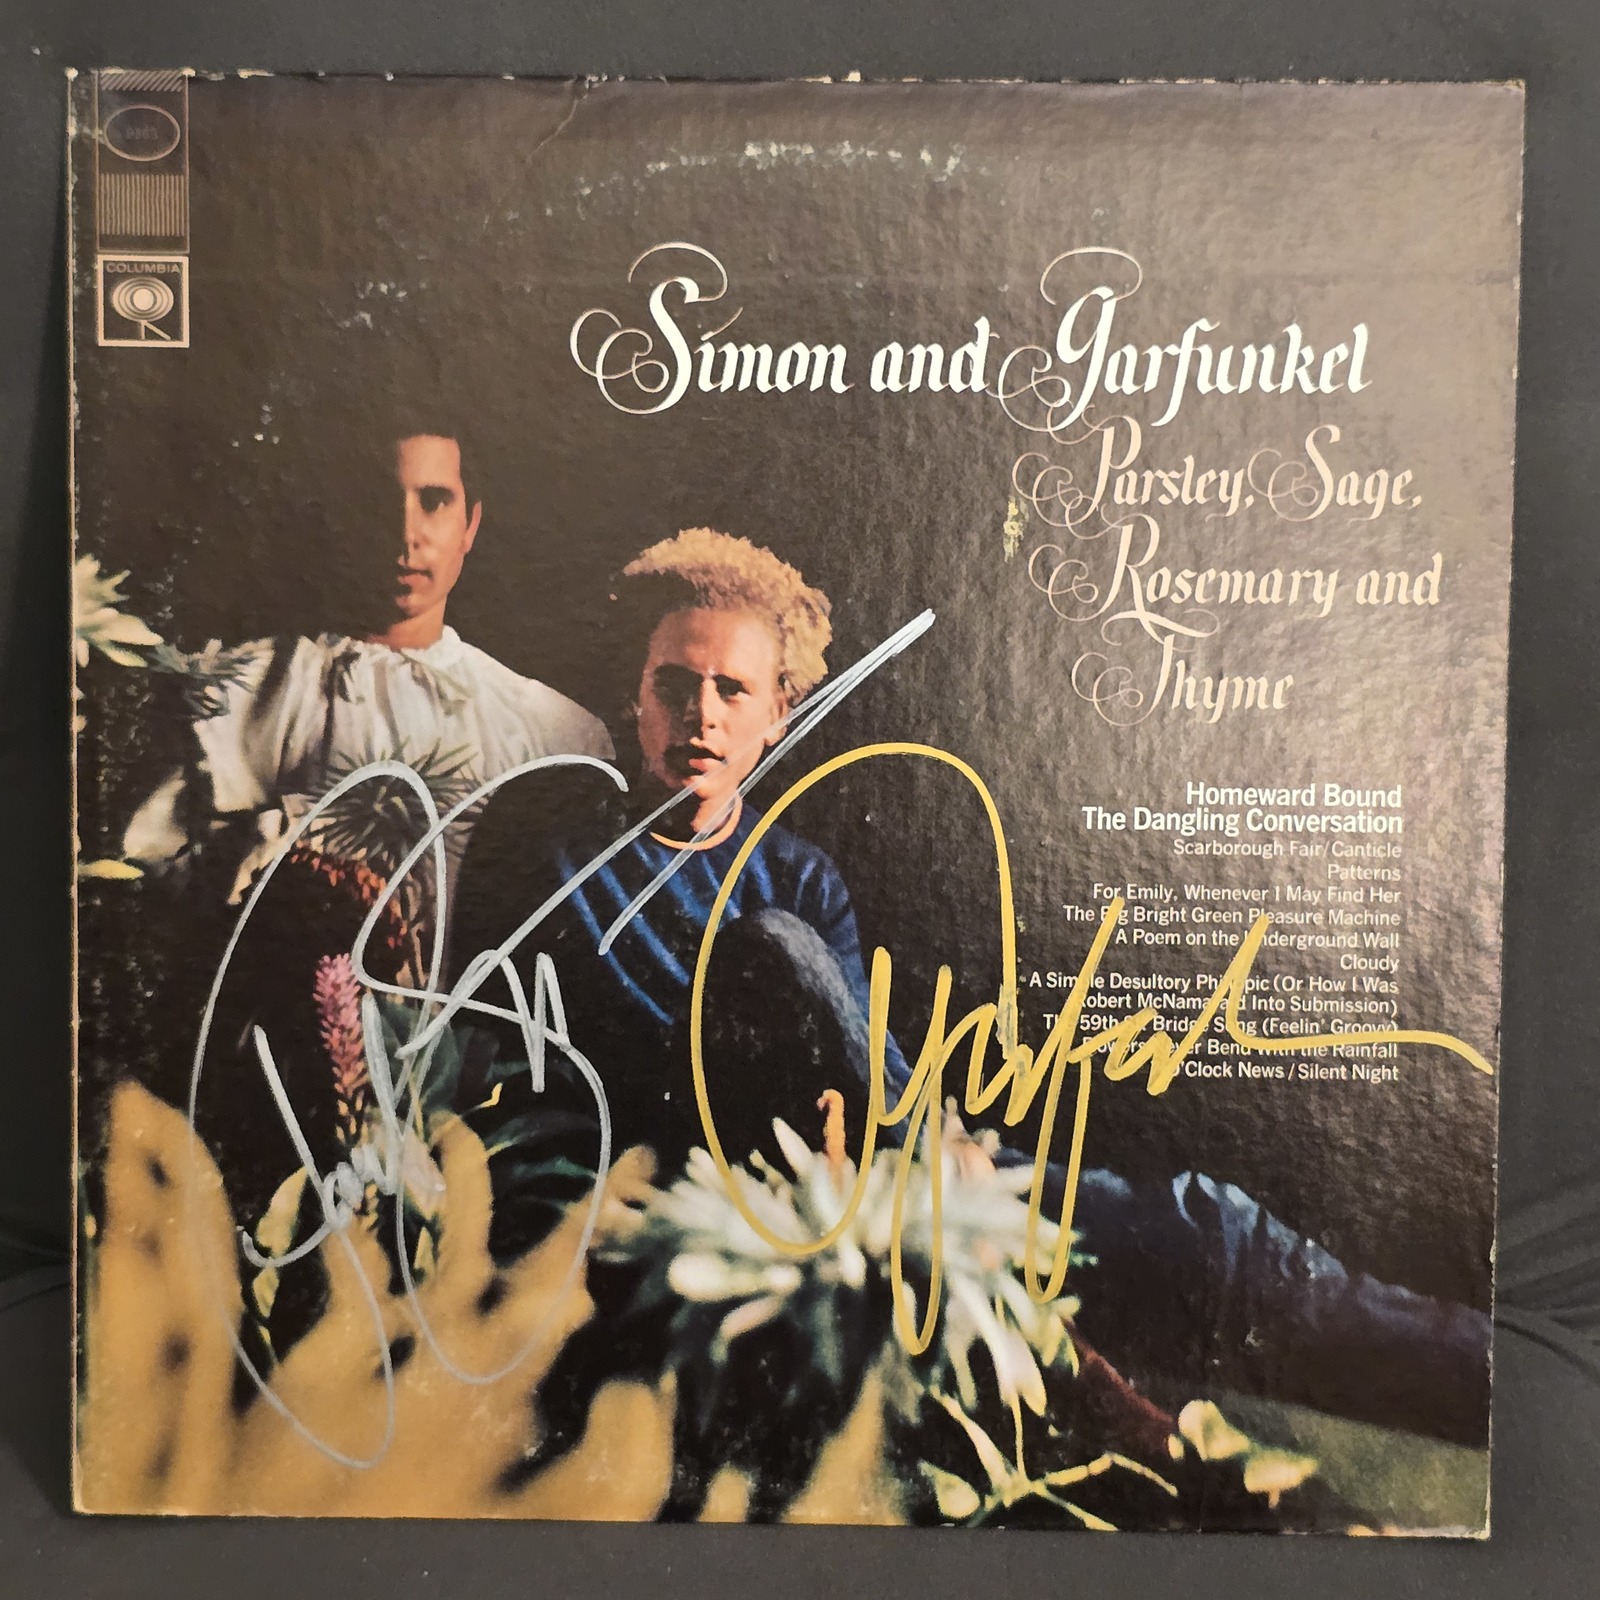 COLUMBIA
Simon and Garfunkel
Parsley, Sage,
Rosemary and
Thyme
Homeward Bound
The Dangling Conversation
Scarborough Fair/Canticle
Patterns
For Emily, Whenever I May Find Her
The Big Bright Green Pleasure Machine
A Poem on the Underground Wall
Cloudy
A Simple Desultory Philippic (Or How I Was
Robert McNamara'd Into Submission)
The 59th St. Bridge Song (Feelin' Groovy)
Flowers Never Bend With the Rainfall
O'Clock News / Silent Night